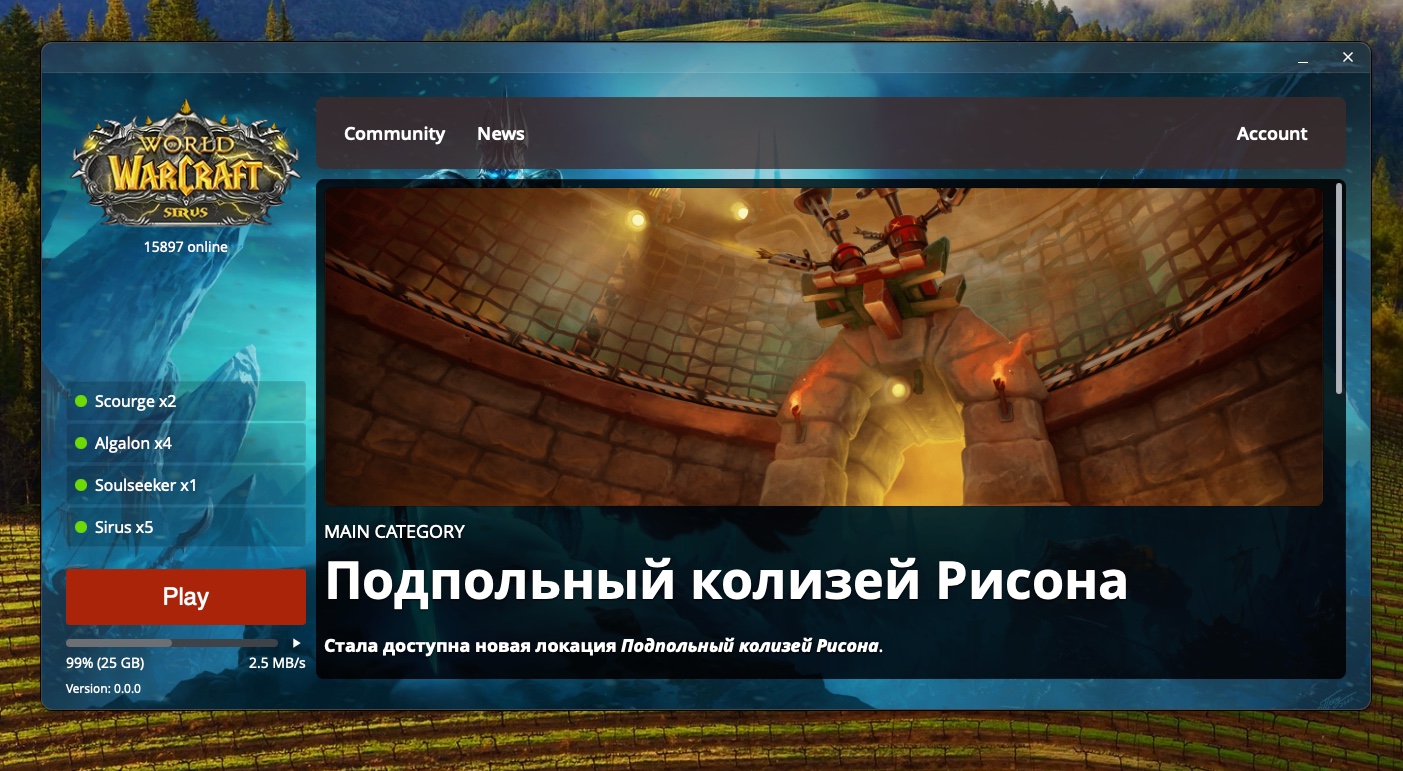 Community News Account
WORLD
WARCRAFT
SIRUS
15897 online
Scourge x2
Algalon x4
Soulseeker x1
Sirus x5
Play
99% (25 GB) 2.5 MB/s
Version: 0.0.0
MAIN CATEGORY
Подпольный колизей Рисона
Стала доступна новая локация Подпольный колизей Рисона.